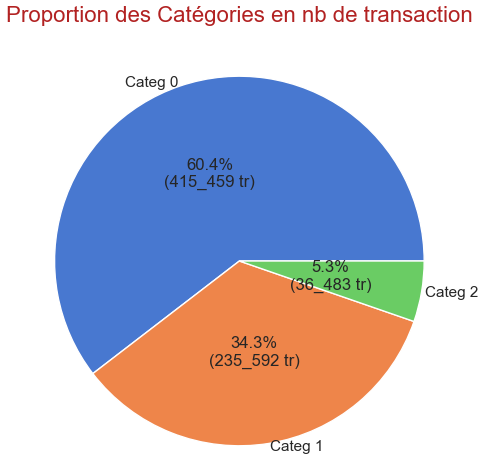 Proportion des Catégories en nb de transaction
Categ 0
60.4%
(415_459 tr)
5.3%
(36_483 tr)
Categ 2
34.3%
(235_592 tr)
Categ 1